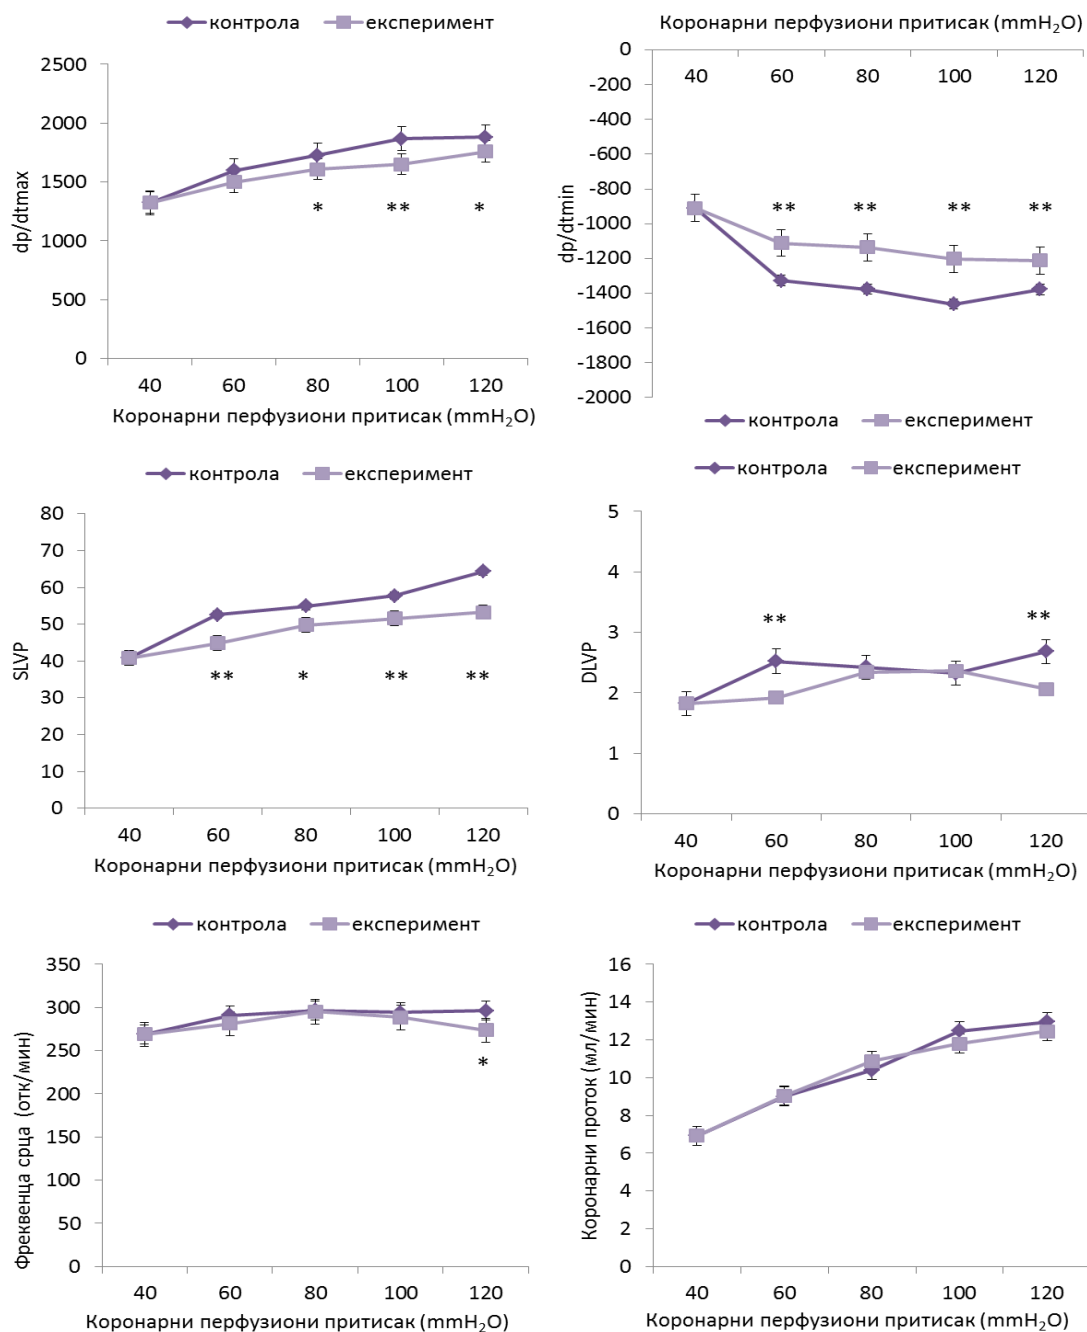 контрола експеримент
dp/dtmax
2500
2000
1500
1000
500
0
* ** *
40 60 80 100 120
Коронарни перфузиони притисак (mmH₂O)
Коронарни перфузиони притисак (mmH₂O)
dp/dtmin
0
-200
-400
-600
-800
-1000
-1200
-1400
-1600
-1800
-2000
40 60 80 100 120
** ** ** **
контрола експеримент
контрола експеримент
SLVP
80
70
60
50
40
30
20
10
0
** * ** **
40 60 80 100 120
Коронарни перфузиони притисак (mmH₂O)
контрола експеримент
DLVP
5
4
3
2
1
0
** **
40 60 80 100 120
Коронарни перфузиони притисак (mmH₂O)
контрола експеримент
Фреквенца срца (отк/мин)
350
300
250
200
150
100
50
0
*
40 60 80 100 120
Коронарни перфузиони притисак (mmH₂O)
контрола експеримент
Коронарни проток (мл/мин)
16
14
12
10
8
6
4
2
0
40 60 80 100 120
Коронарни перфузиони притисак (mmH₂O)